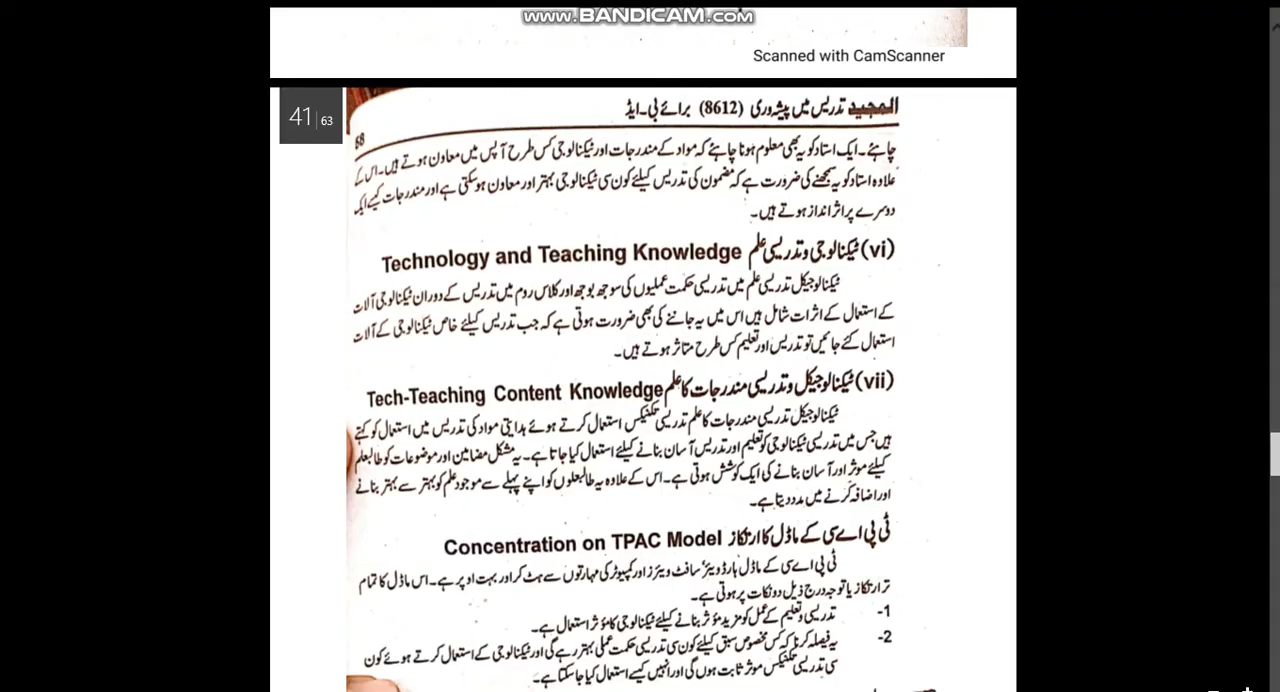 www.BANDICAM.com
Scanned with CamScanner
41 | 63
المجید تدریس میں پیشہ وری (8612) برائے بی۔ایڈ
68
چاہئے۔ ایک استاد کو یہ بھی معلوم ہونا چاہئے کہ مواد کے مندرجات اور ٹیکنالوجی کس طرح آپس میں معاون ہوتے ہیں۔ اس کے
علاوہ استاد کو یہ سمجھنے کی ضرورت ہے کہ مضمون کی تدریس کیلئے کون سی ٹیکنالوجی بہتر اور معاون ہوسکتی ہے اور مندرجات کیسے ایک
دوسرے پر اثر انداز ہوتے ہیں۔
(vi) ٹیکنالوجی و تدریسی علم Technology and Teaching Knowledge
ٹیکنالوجیکل تدریسی علم میں تدریسی حکمت عملیوں کی سوجھ بوجھ اور کلاس روم میں تدریس کے دوران ٹیکنالوجی آلات
کے استعمال کے اثرات شامل ہیں اس میں یہ جاننے کی بھی ضرورت ہوتی ہے کہ جب تدریس کیلئے خاص ٹیکنالوجی کے آلات
استعمال کئے جائیں تو تدریس اور تعلیم کس طرح متاثر ہوتے ہیں۔
(vii) ٹیکنالوجیکل و تدریسی مندرجات کا علم Tech-Teaching Content Knowledge
ٹیکنالوجیکل تدریسی مندرجات کا علم تدریسی تکنیکس استعمال کرتے ہوئے ہدایتی مواد کی تدریس میں استعمال کو کہتے
ہیں جس میں تدریسی ٹیکنالوجی کو تعلیم اور تدریس آسان بنانے کیلئے استعمال کیا جاتا ہے۔ یہ مشکل مضامین اور موضوعات کو طالبعلم
کیلئے موثر اور آسان بنانے کی ایک کوشش ہوتی ہے۔ اس کے علاوہ یہ طالبعلوں کو اپنے پہلے سے موجود علم کو بہتر سے بہتر بنانے
اور اضافہ کرنے میں مدد دیتا ہے۔
ٹی پی اے سی کے ماڈل کا ارتکاز Concentration on TPAC Model
ٹی پی اے سی کے ماڈل ہارڈ ویئر، سافٹ ویئرز اور کمپیوٹر کی مہارتوں سے ہٹ کر اور بہت اوپر ہے۔ اس ماڈل کا تمام
تر ارتکاز یا توجہ درج ذیل دو نکات پر ہوتی ہے۔
1- تدریسی و تعلیم کے عمل کو مزید مؤثر بنانے کیلئے ٹیکنالوجی کا مؤثر استعمال ہے۔
2- یہ فیصلہ کرنا کہ کس مخصوص سبق کیلئے کون سی تدریسی حکمت عملی بہتر رہے گی اور ٹیکنالوجی کے استعمال کرتے ہوئے کون
سی تدریسی تکنیکس موثر ثابت ہوں گی اور انہیں کیسے استعمال کیا جا سکتا ہے۔